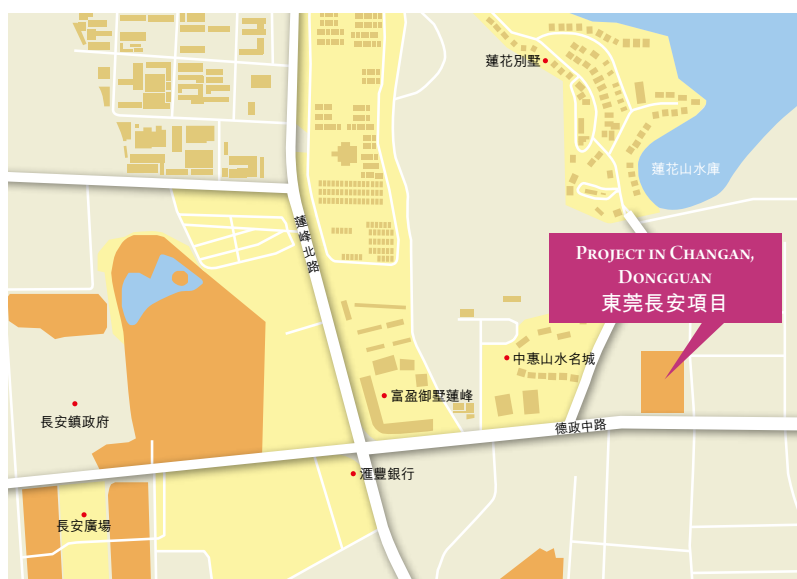 蓮花別墅
蓮花山水庫
蓮峰北路
PROJECT IN CHANGAN,
DONGGUAN
東莞長安項目
中惠山水名城
富盈御墅蓮峰
長安鎮政府
德政中路
滙豐銀行
長安廣場